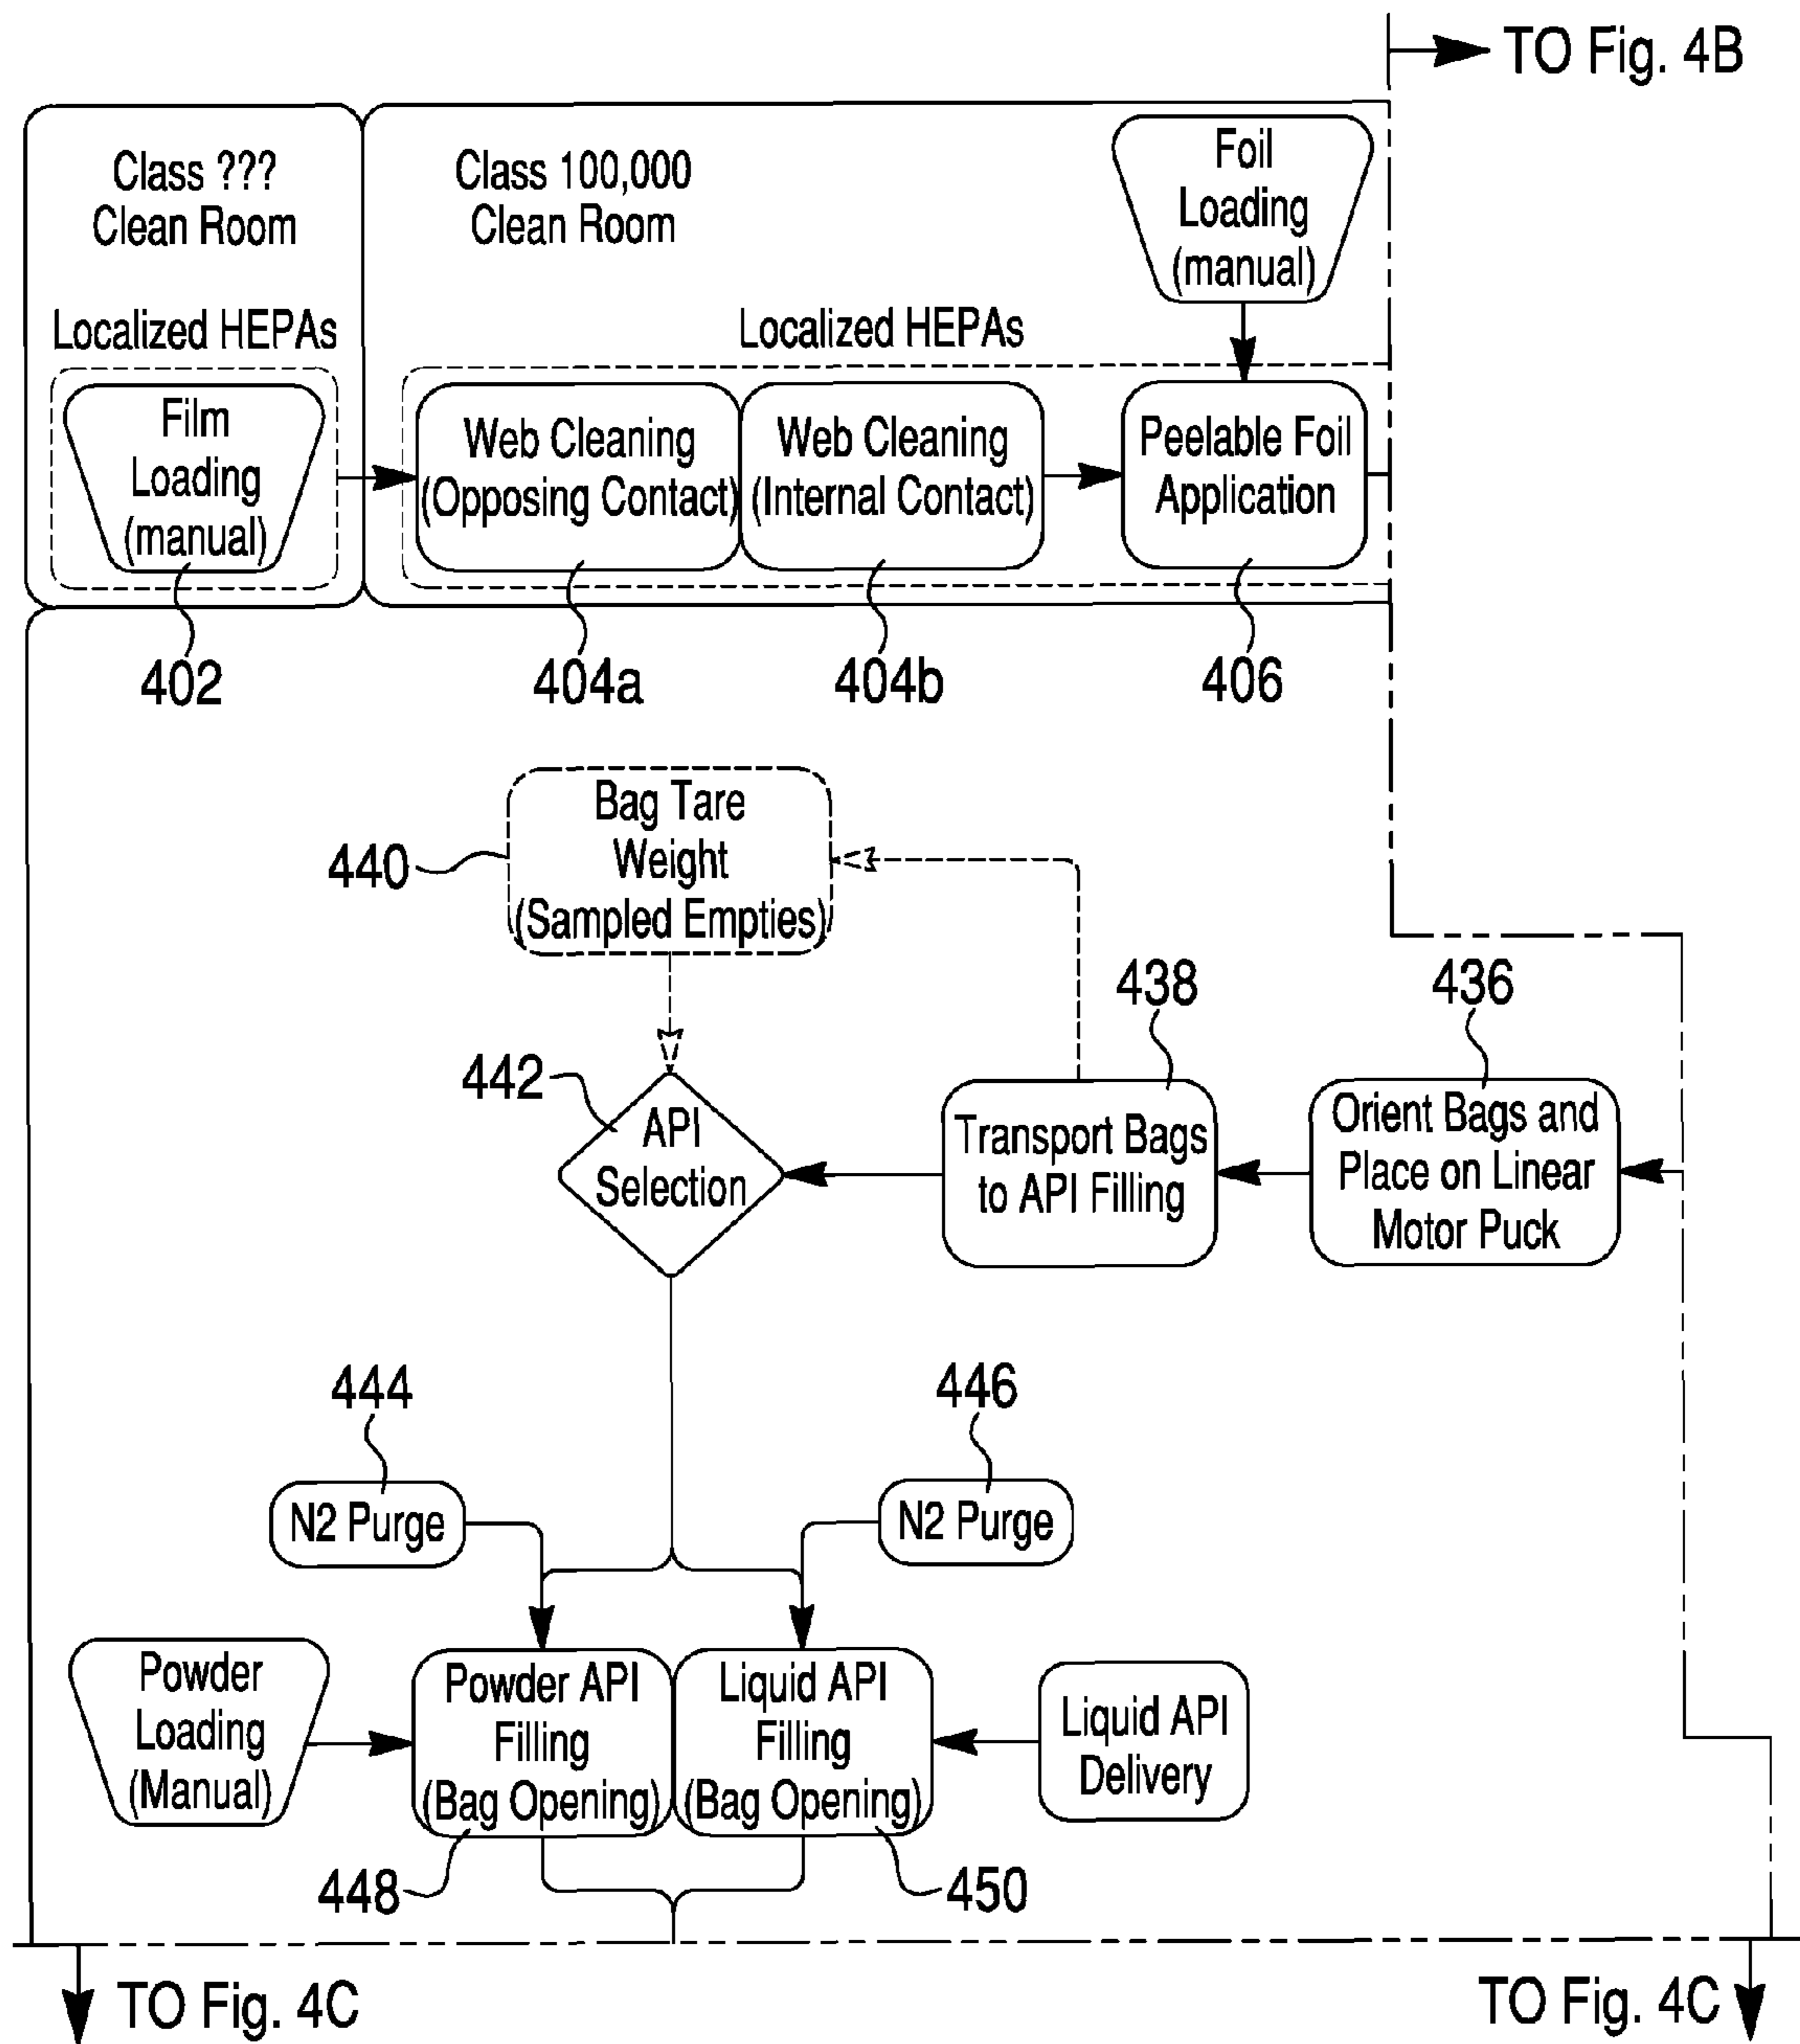 TO Fig. 4B
Class ???
Clean Room
Class 100,000
Clean Room
Foil
Loading
(manual)
Localized HEPAs
Localized HEPAs
Film
Loading
(manual)
Web Cleaning
(Opposing Contact)
Web Cleaning
(Internal Contact)
Peelable Foil
Application
402
404a
404b
406
Bag Tare
Weight
(Sampled Empties)
440
438
436
442
API
Selection
Transport Bags
to API Filling
Orient Bags and
Place on Linear
Motor Puck
444
446
N2 Purge
N2 Purge
Powder
Loading
(Manual)
Powder API
Filling
(Bag Opening)
Liquid API
Filling
(Bag Opening)
Liquid API
Delivery
448
450
TO Fig. 4C
TO Fig. 4C